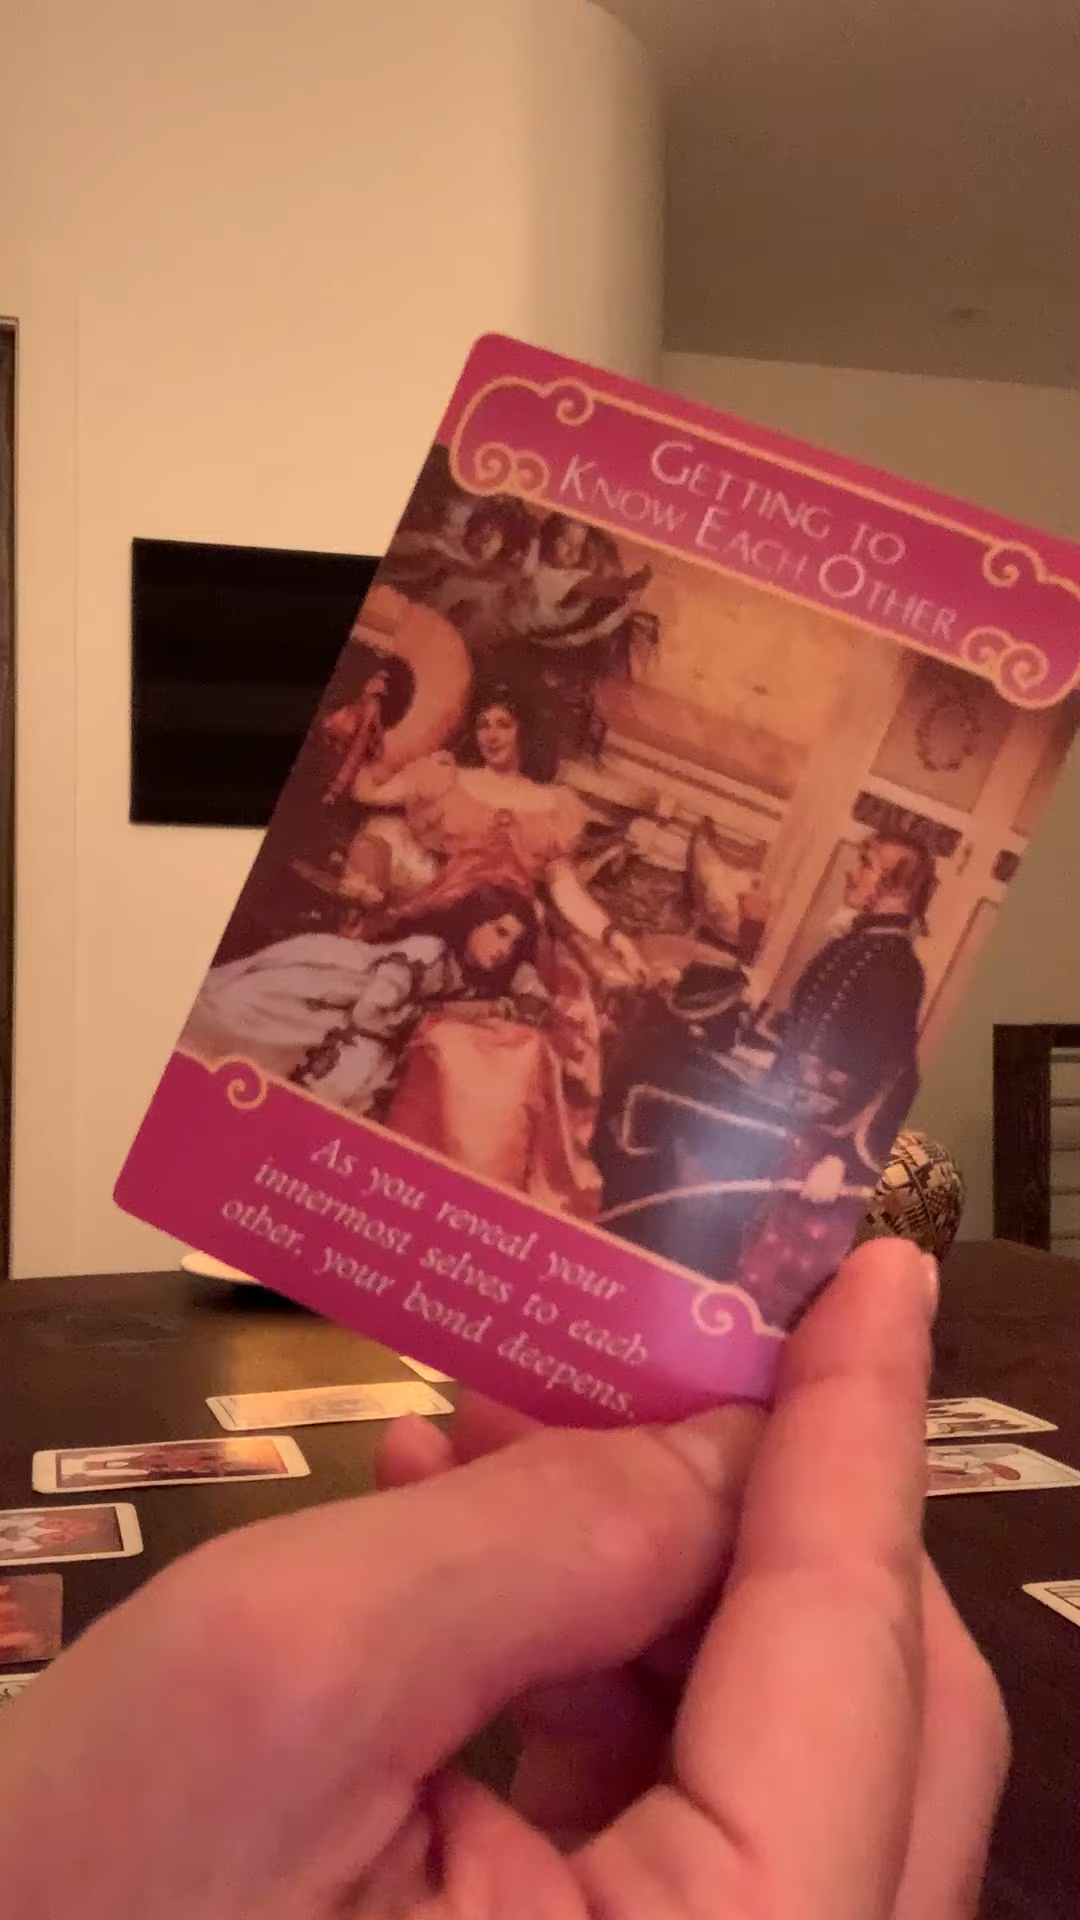 GETTING TO
KNOW EACH OTHER
As you reveal your
innermost selves to each
other, your bond deepens.